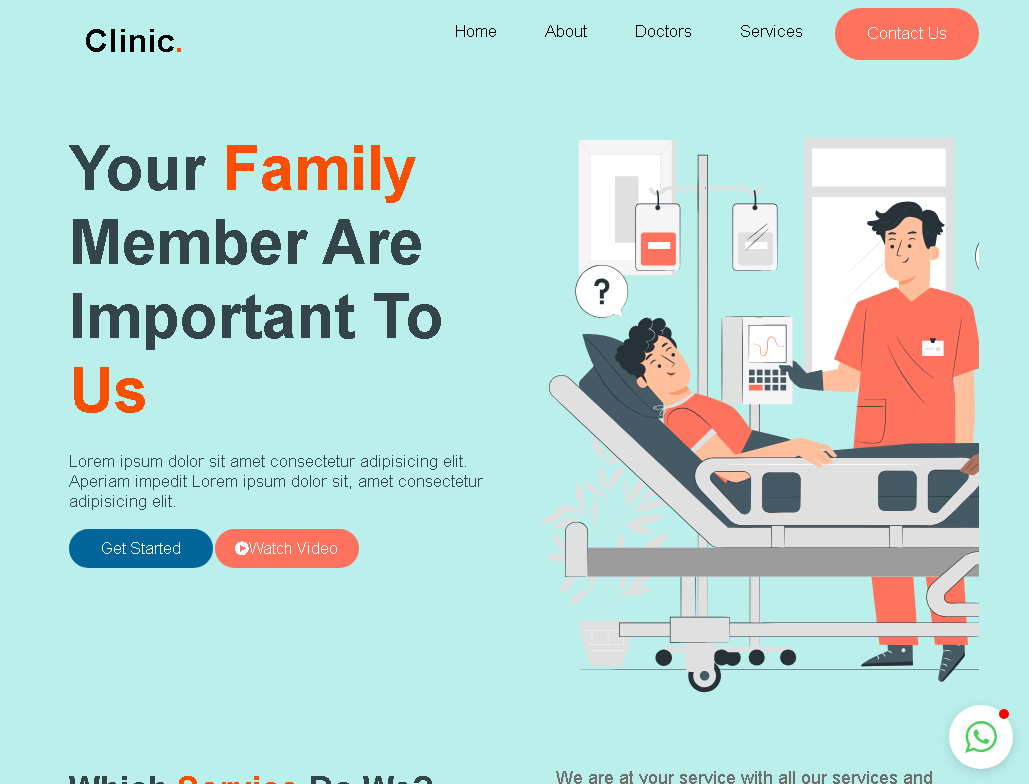 Clinic.
Home About Doctors Services Contact Us
Your Family
Member Are
Important To
Us
?
Lorem ipsum dolor sit amet consectetur adipisicing elit.
Aperiam impedit Lorem ipsum dolor sit, amet consectetur
adipisicing elit.
Get Started Watch Video
Which Service Do We?
We are at your service with all our services and